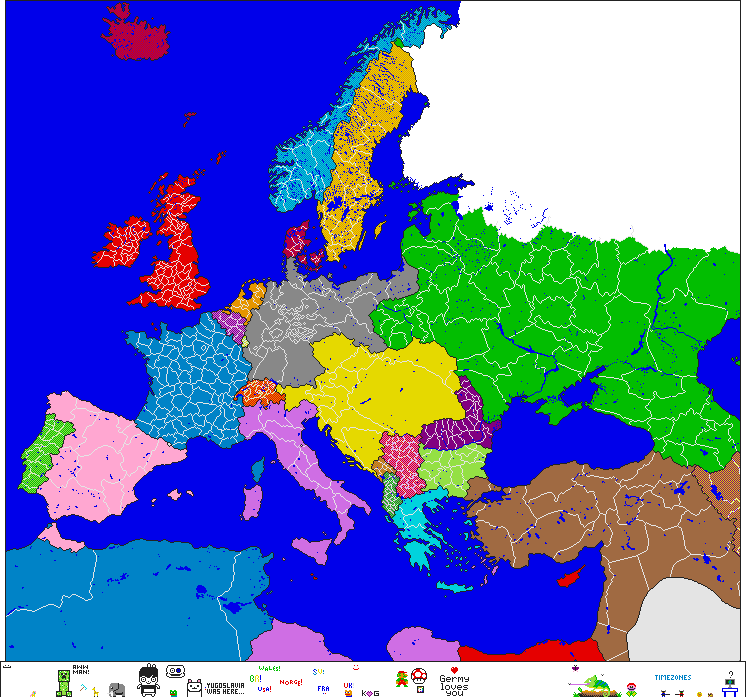 AWW
MAN!
YUGOSLAVIA
WAS HERE...
WALES!
BR!
USA!
NORGE!
SU!
FRA
UK
K
G
Germy
loves
you
TIMEZONES
?